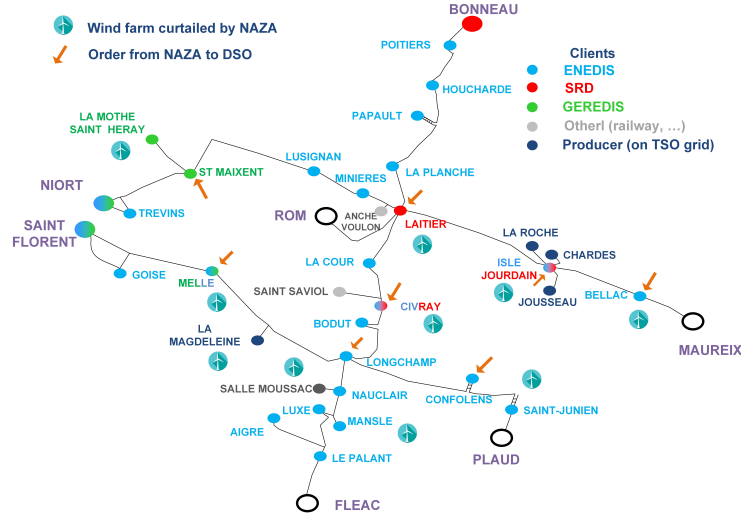 BONNEAU
Wind farm curtailed by NAZA
Order from NAZA to DSO
POITIERS
Clients
ENEDIS
SRD
GEREDIS
Otherl (railway, ...)
Producer (on TSO grid)
HOUCHARDE
PAPAULT
LA MOTHE
SAINT HERAY
LUSIGNAN
ST MAIXENT
LA PLANCHE
MINIERES
NIORT
TREVINS
ROM
ANCHE
VOULON
LAITIER
SAINT
FLORENT
LA ROCHE
CHARDES
LA COUR
ISLE
JOURDAIN
GOISE
MELLE
SAINT SAVIOL
CIVRAY
JOUSSEAU
BELLAC
BODUT
LA
MAGDELEINE
MAUREIX
LONGCHAMP
SALLE MOUSSAC
NAUCLAIR
CONFOLENS
LUXE
SAINT-JUNIEN
MANSLE
AIGRE
LE PALANT
PLAUD
FLEAC